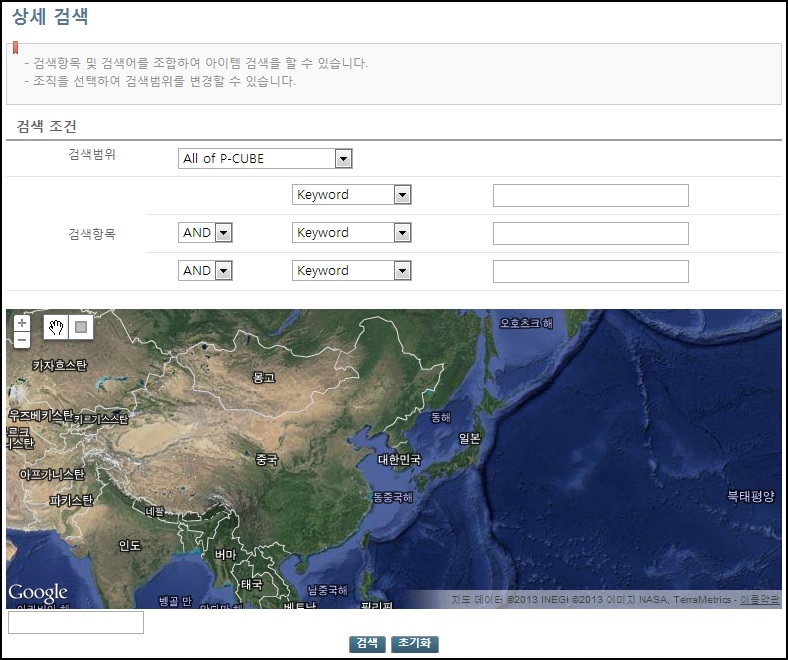 상세 검색
- 검색항목 및 검색어를 조합하여 아이템 검색을 할 수 있습니다.
- 조직을 선택하여 검색범위를 변경할 수 있습니다.
검색 조건
검색범위 All of P-CUBE
Keyword
검색항목 AND Keyword
AND Keyword
오호츠크 해
키자흐스탄
몽고
우즈베키스탄
키르기스스탄
동해
일본
중국
대한민국
아프가니스탄
파키스탄
동중국해
북태평양
네팔
인도
버마
태국
남중국해
Google
벵골 만
베트남
필리핀
지도 데이터 ©2013 INEGI ©2013 이미지 NASA, TerraMetrics - 이용약관
검색 초기화